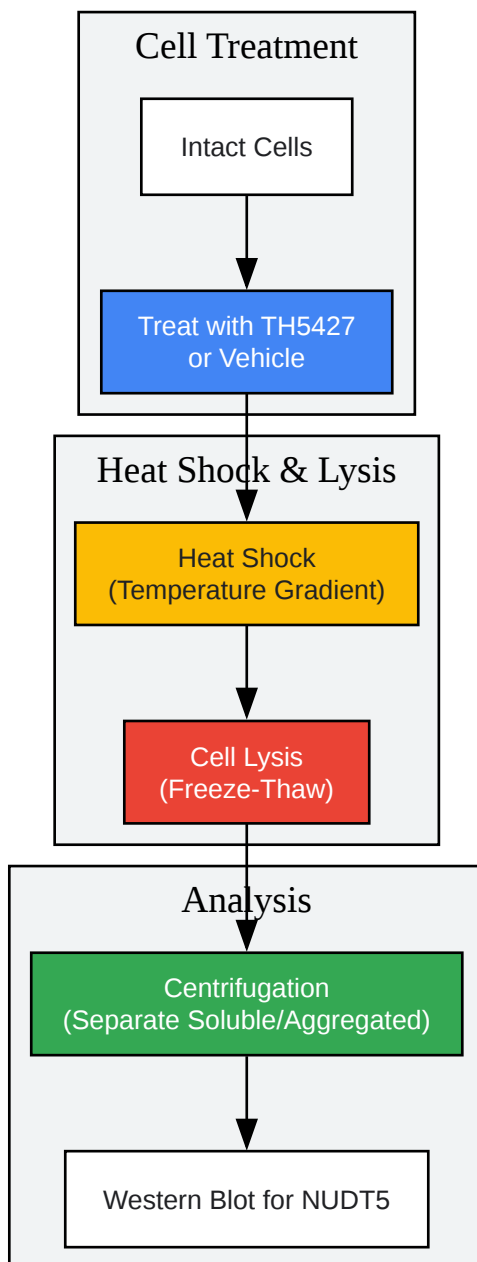 Cell Treatment
Intact Cells
Treat with TH5427
or Vehicle
Heat Shock & Lysis
Heat Shock
(Temperature Gradient)
Cell Lysis
(Freeze-Thaw)
Analysis
Centrifugation
(Separate Soluble/Aggregated)
Western Blot for NUDT5